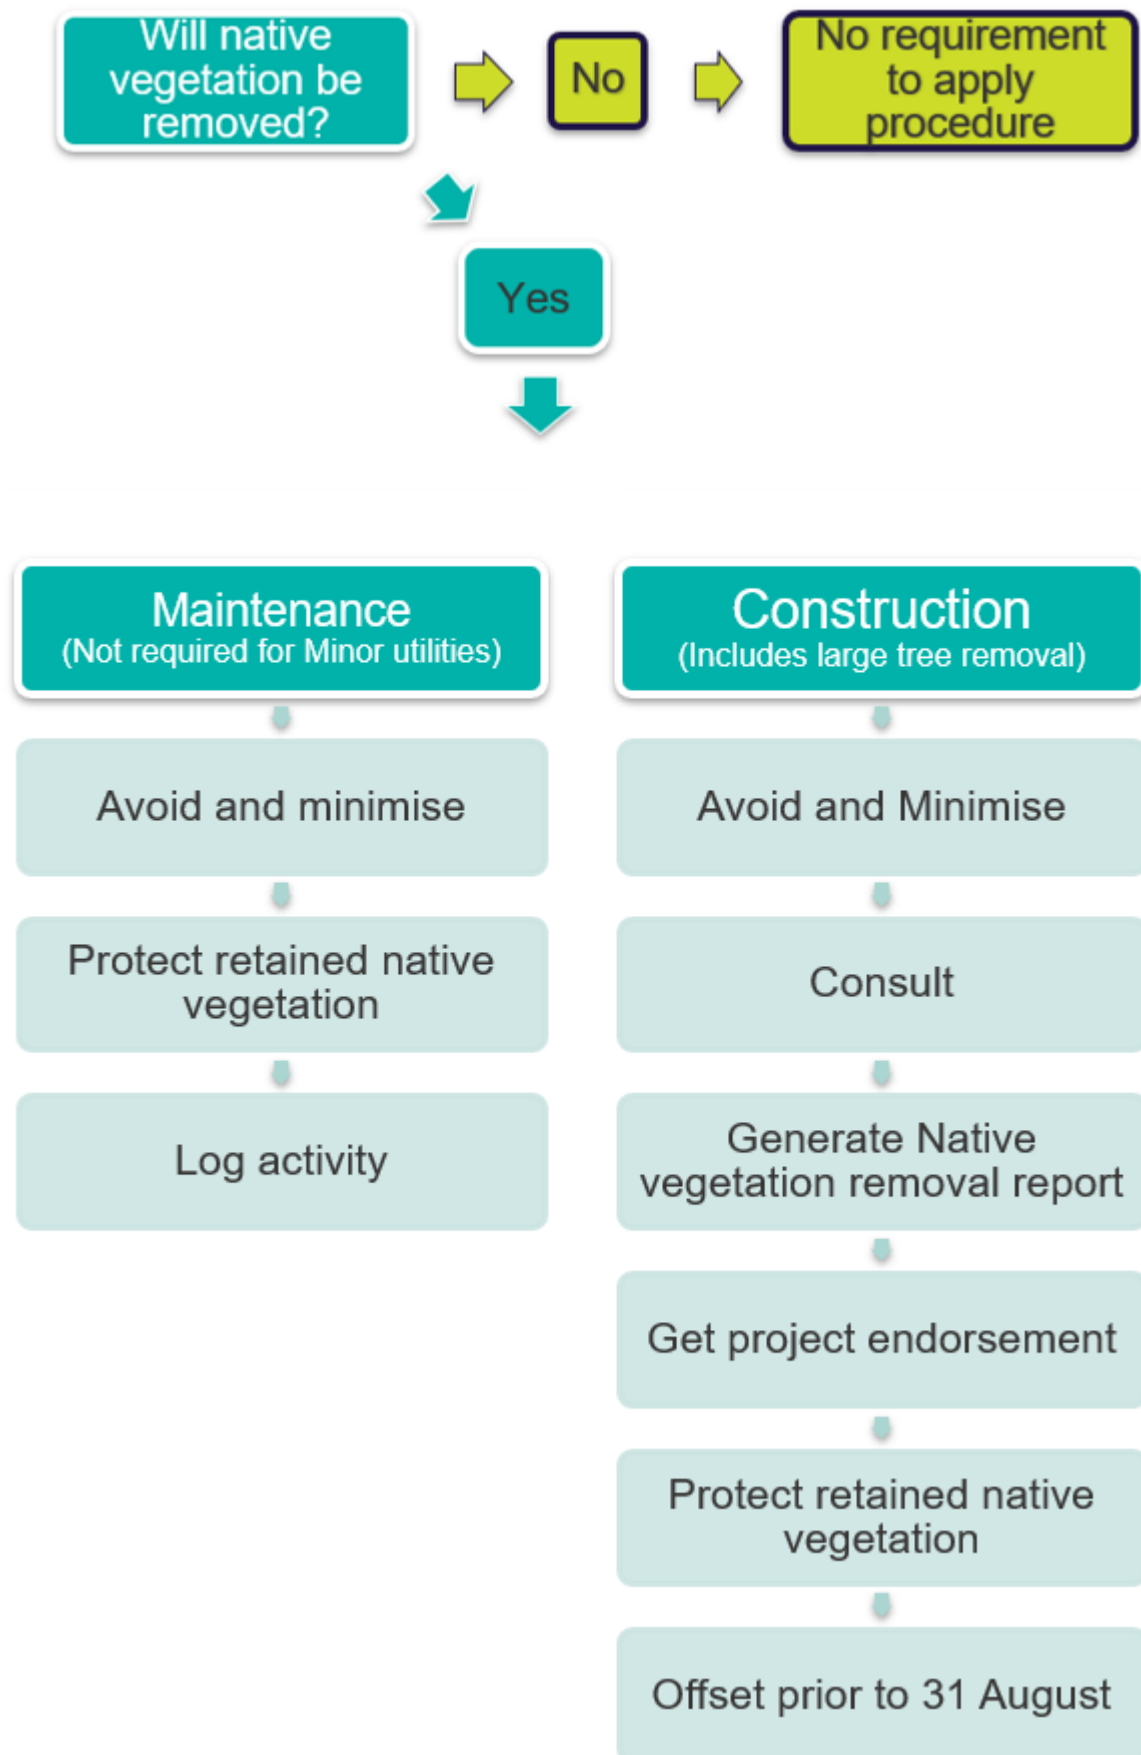 Will native
vegetation be
removed?
No
No requirement
to apply
procedure
Yes
Maintenance
(Not required for Minor utilities)
Avoid and minimise
Protect retained native
vegetation
Log activity
Construction
(Includes large tree removal)
Avoid and Minimise
Consult
Generate Native
vegetation removal report
Get project endorsement
Protect retained native
vegetation
Offset prior to 31 August